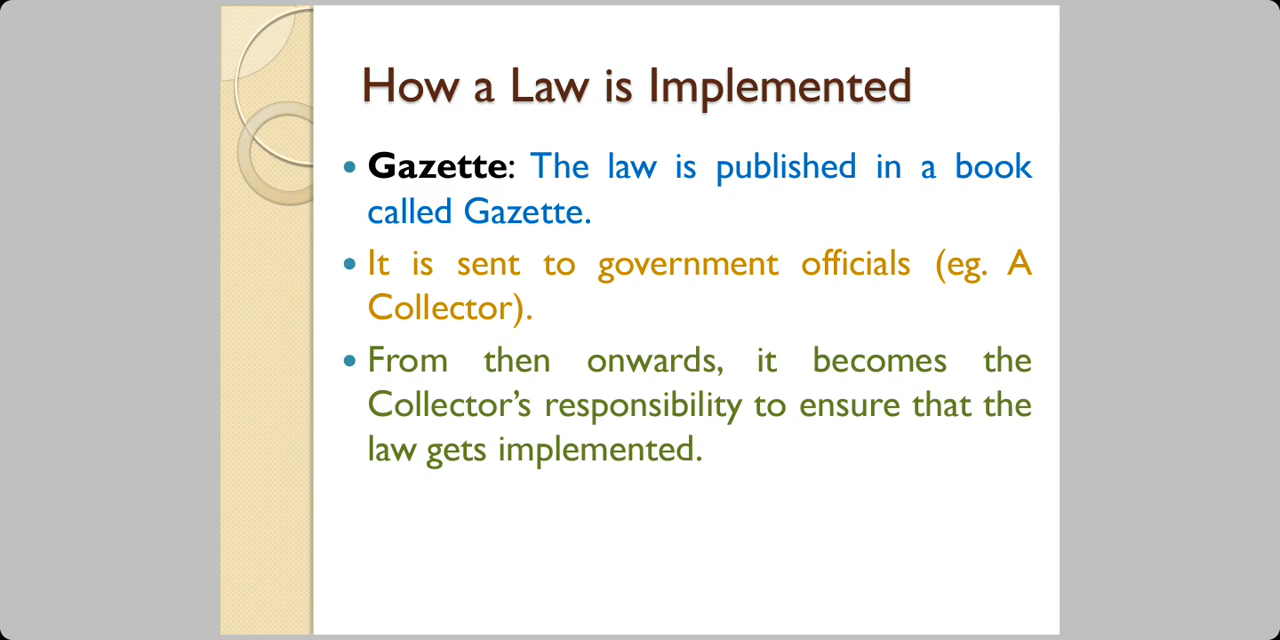 How a Law is Implemented
• Gazette: The law is published in a book
called Gazette.
• It is sent to government officials (eg. A
Collector).
• From then onwards, it becomes the
Collector’s responsibility to ensure that the
law gets implemented.